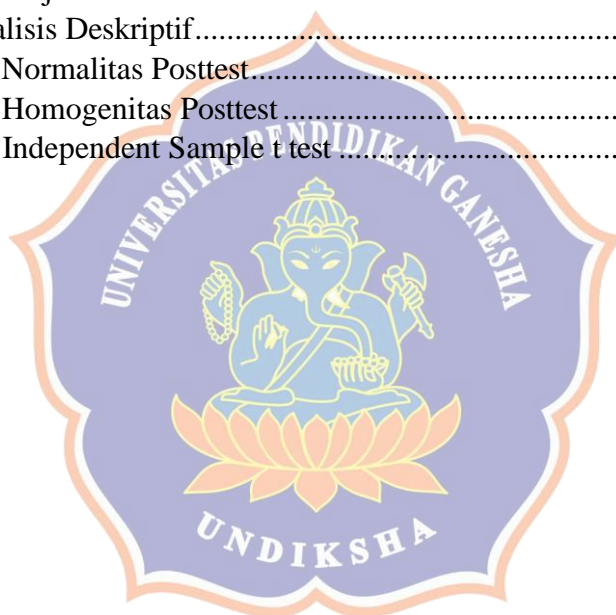 alisis Deskriptif
Normalitas Posttest
Homogenitas Posttest
Independent Sample t test
UNIVERSITAS PENDIDIKAN GANESHA
UNDIKSHA